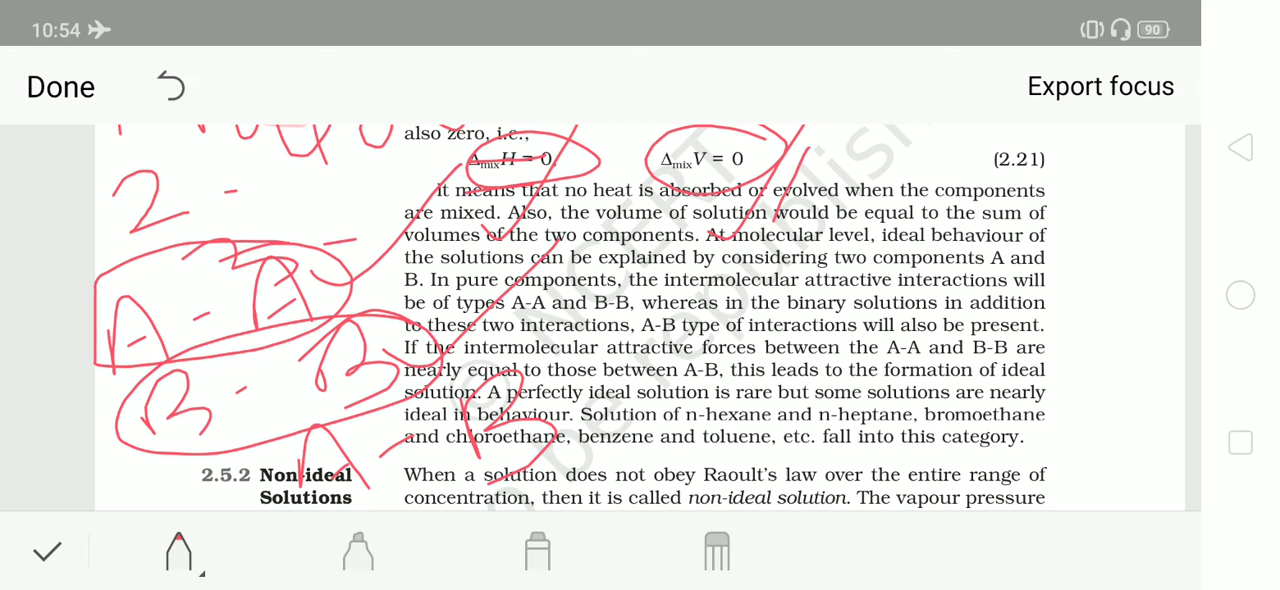 10:54
90
Done
Export focus
also zero, i.e.,
ΔmixH = 0, ΔmixV = 0 (2.21)
2 -
It means that no heat is absorbed or evolved when the components
are mixed. Also, the volume of solution would be equal to the sum of
volumes of the two components. At molecular level, ideal behaviour of
the solutions can be explained by considering two components A and
B. In pure components, the intermolecular attractive interactions will
be of types A-A and B-B, whereas in the binary solutions in addition
to these two interactions, A-B type of interactions will also be present.
If the intermolecular attractive forces between the A-A and B-B are
nearly equal to those between A-B, this leads to the formation of ideal
solution. A perfectly ideal solution is rare but some solutions are nearly
ideal in behaviour. Solution of n-hexane and n-heptane, bromoethane
and chloroethane, benzene and toluene, etc. fall into this category.
A - A
B - B
A - B
2.5.2 Non-ideal
Solutions
When a solution does not obey Raoult's law over the entire range of
concentration, then it is called non-ideal solution. The vapour pressure
© NCERT
be republis